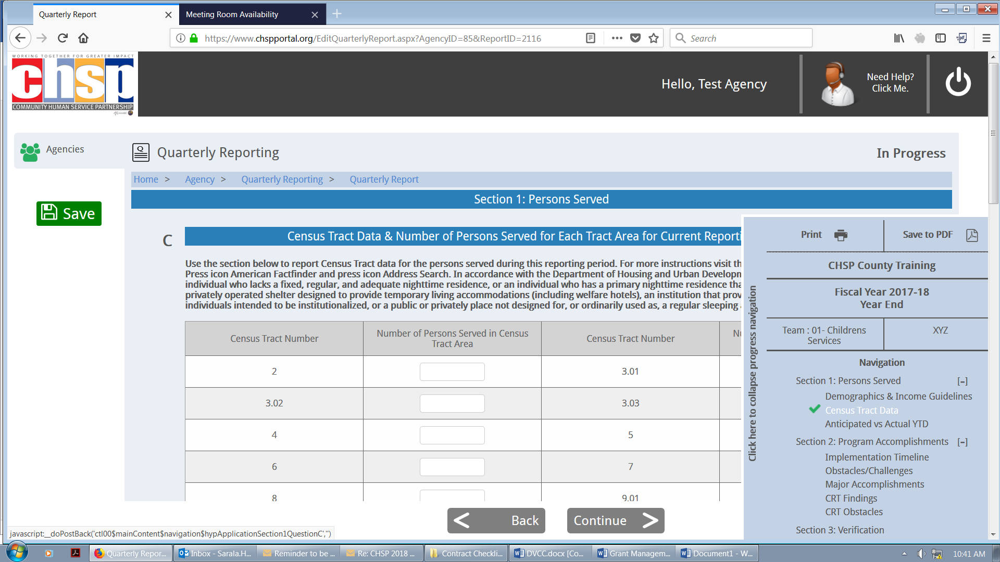 Quarterly Report
Meeting Room Availability
https://www.chspportal.org/EditQuarterlyReport.aspx?AgencyID=85&ReportID=2116
Search
WORKING TOGETHER FOR GREATER IMPACT
chsp
COMMUNITY HUMAN SERVICE PARTNERSHIP
Hello, Test Agency
Need Help?
Click Me.
Agencies
Q
Quarterly Reporting
In Progress
Home > Agency > Quarterly Reporting > Quarterly Report
Section 1: Persons Served
Save
C
Census Tract Data & Number of Persons Served for Each Tract Area for Current Reporti
Use the section below to report Census Tract data for the persons served during this reporting period. For more instructions visit th
Press icon American Factfinder and press icon Address Search. In accordance with the Department of Housing and Urban Developm
individual who lacks a fixed, regular, and adequate nighttime residence, or an individual who has a primary nighttime residence tha
privately operated shelter designed to provide temporary living accommodations (including welfare hotels), an institution that prov
individuals intended to be institutionalized, or a public or privately place not designed for, or ordinarily used as, a regular sleeping
Census Tract Number
Number of Persons Served in Census
Tract Area
Census Tract Number
Nu
2
3.01
3.02
3.03
4
5
6
7
8
9.01
Back
Continue
Click here to collapse progress navigation
Print
Save to PDF
CHSP County Training
Fiscal Year 2017-18
Year End
Team : 01- Childrens
Services
XYZ
Navigation
Section 1: Persons Served [–]
Demographics & Income Guidelines
Census Tract Data
Anticipated vs Actual YTD
Section 2: Program Accomplishments [–]
Implementation Timeline
Obstacles/Challenges
Major Accomplishments
CRT Findings
CRT Obstacles
Section 3: Verification
javascript:__doPostBack('ctl00$mainContent$navigation$hypApplicationSection1QuestionC','')
Quarterly Repor...
Inbox - Sarala.H...
Reminder to be ...
Re: CHSP 2018 ...
Contract Checkli...
DVCC.docx [Co...
Grant Managem...
Document1 - W...
10:41 AM